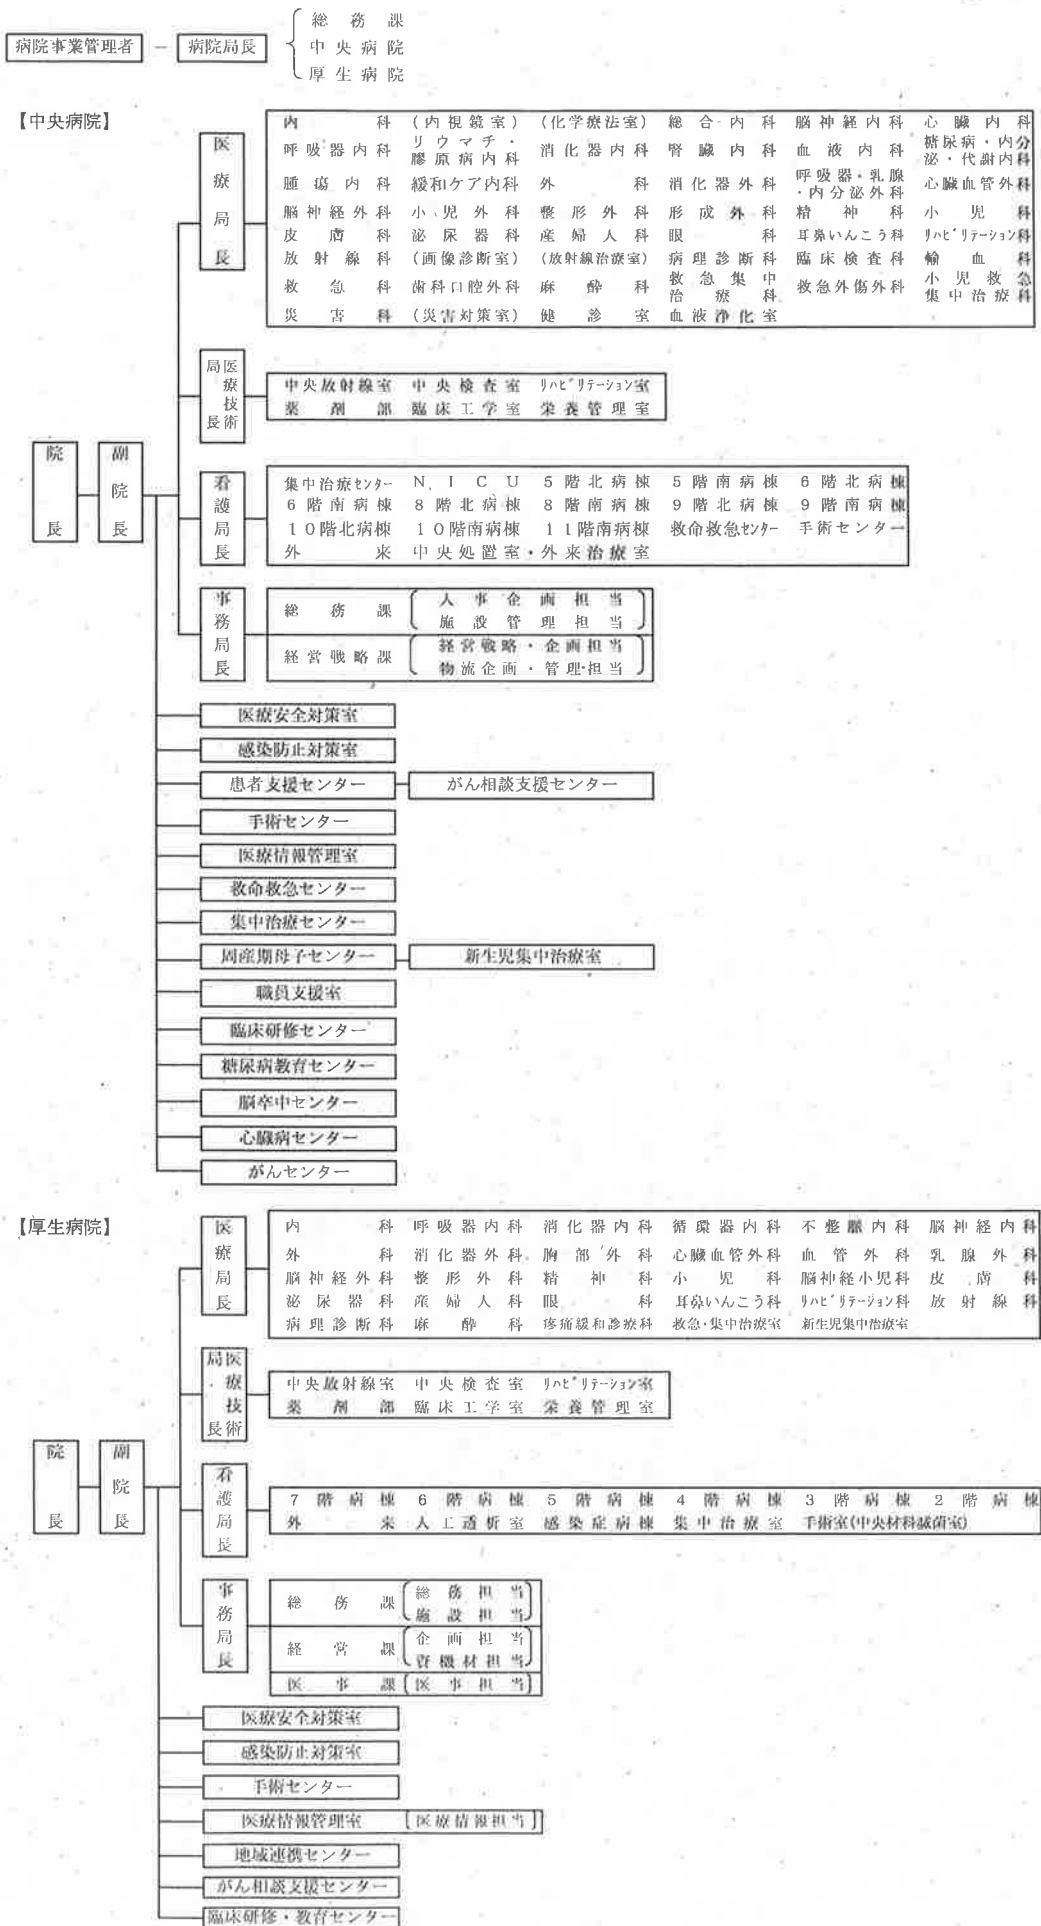 総務課
病院事業管理者 － 病院局長 中央病院
厚生病院
【中央病院】
医療局長
内科 (内視鏡室) (化学療法室) 総合内科 脳神経内科 心臓内科
呼吸器内科 リウマチ・膠原病内科 消化器内科 腎臓内科 血液内科 糖尿病・内分泌・代謝内科
腫瘍内科 緩和ケア内科 外科 消化器外科 呼吸器・乳腺・内分泌外科 心臓血管外科
脳神経外科 小児外科 整形外科 形成外科 精神科 小児科
皮膚科 泌尿器科 産婦人科 眼科 耳鼻いんこう科 リハビリテーション科
放射線科 (画像診断室) (放射線治療室) 病理診断科 臨床検査科 輸血科
救急科 歯科口腔外科 麻酔科 救急集中治療科 救急外傷外科 小児救急集中治療科
災害科 (災害対策室) 健診室 血液浄化室
医療技術局長
中央放射線室 中央検査室 リハビリテーション室
薬剤部 臨床工学室 栄養管理室
院長 副院長
看護局長
集中治療センター N I C U 5階北病棟 5階南病棟 6階北病棟
6階南病棟 8階北病棟 8階南病棟 9階北病棟 9階南病棟
10階北病棟 10階南病棟 11階南病棟 救命救急センター 手術センター
外来 中央処置室・外来治療室
事務局長
総務課 人事企画担当
施設管理担当
経営戦略課 経営戦略・企画担当
物流企画・管理担当
医療安全対策室
感染防止対策室
患者支援センター がん相談支援センター
手術センター
医療情報管理室
救命救急センター
集中治療センター
周産期母子センター 新生児集中治療室
職員支援室
臨床研修センター
糖尿病教育センター
脳卒中センター
心臓病センター
がんセンター
【厚生病院】
医療局長
内科 呼吸器内科 消化器内科 循環器内科 不整脈内科 脳神経内科
外科 消化器外科 胸部外科 心臓血管外科 血管外科 乳腺外科
脳神経外科 整形外科 精神科 小児科 脳神経小児科 皮膚科
泌尿器科 産婦人科 眼科 耳鼻いんこう科 リハビリテーション科 放射線科
病理診断科 麻酔科 疼痛緩和診療科 救急・集中治療室 新生児集中治療室
医療技術局長
中央放射線室 中央検査室 リハビリテーション室
薬剤部 臨床工学室 栄養管理室
院長 副院長
看護局長
7階病棟 6階病棟 5階病棟 4階病棟 3階病棟 2階病棟
外来 人工透析室 感染症病棟 集中治療室 手術室(中央材料滅菌室)
事務局長
総務課 総務担当
施設担当
経営課 企画担当
資機材担当
医事課 [医事担当]
医療安全対策室
感染防止対策室
手術センター
医療情報管理室 [医療情報担当]
地域連携センター
がん相談支援センター
臨床研修・教育センター